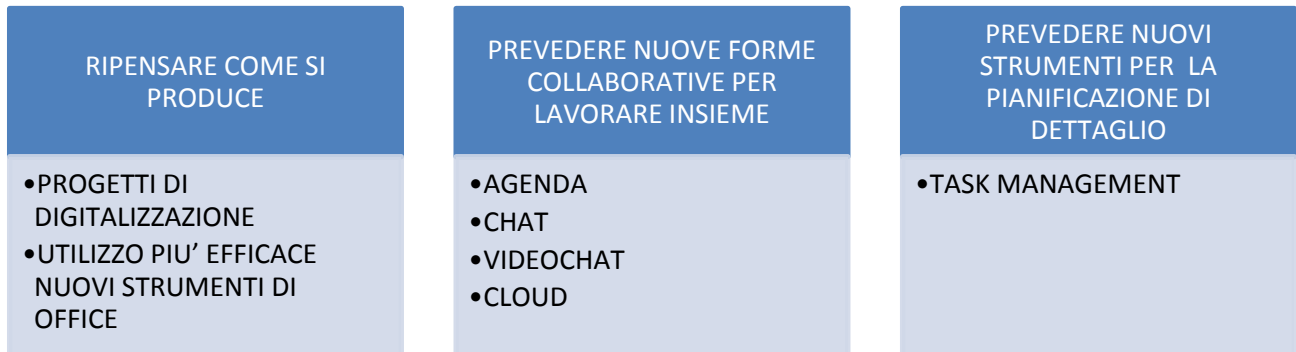 RIPENSARE COME SI
PRODUCE
•PROGETTI DI
DIGITALIZZAZIONE
•UTILIZZO PIU’ EFFICACE
NUOVI STRUMENTI DI
OFFICE
PREVEDERE NUOVE FORME
COLLABORATIVE PER
LAVORARE INSIEME
•AGENDA
•CHAT
•VIDEOCHAT
•CLOUD
PREVEDERE NUOVI
STRUMENTI PER LA
PIANIFICAZIONE DI
DETTAGLIO
•TASK MANAGEMENT